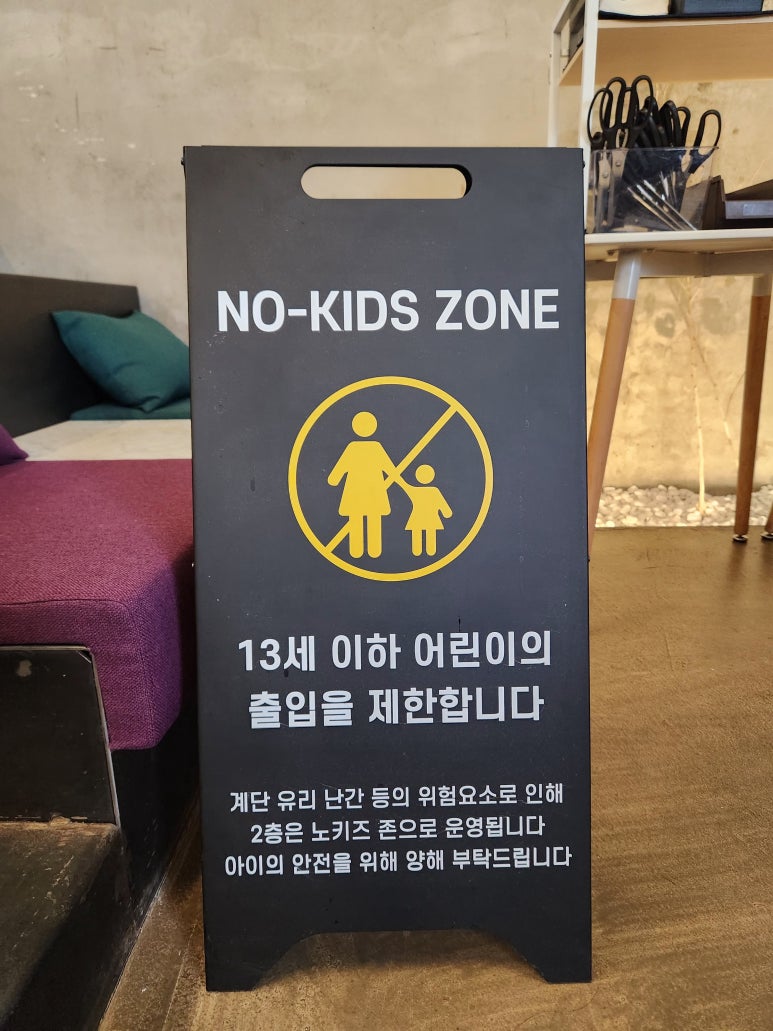 NO-KIDS ZONE
13세 이하 어린이의
출입을 제한합니다
계단 유리 난간 등의 위험요소로 인해
2층은 노키즈 존으로 운영됩니다
아이의 안전을 위해 양해 부탁드립니다